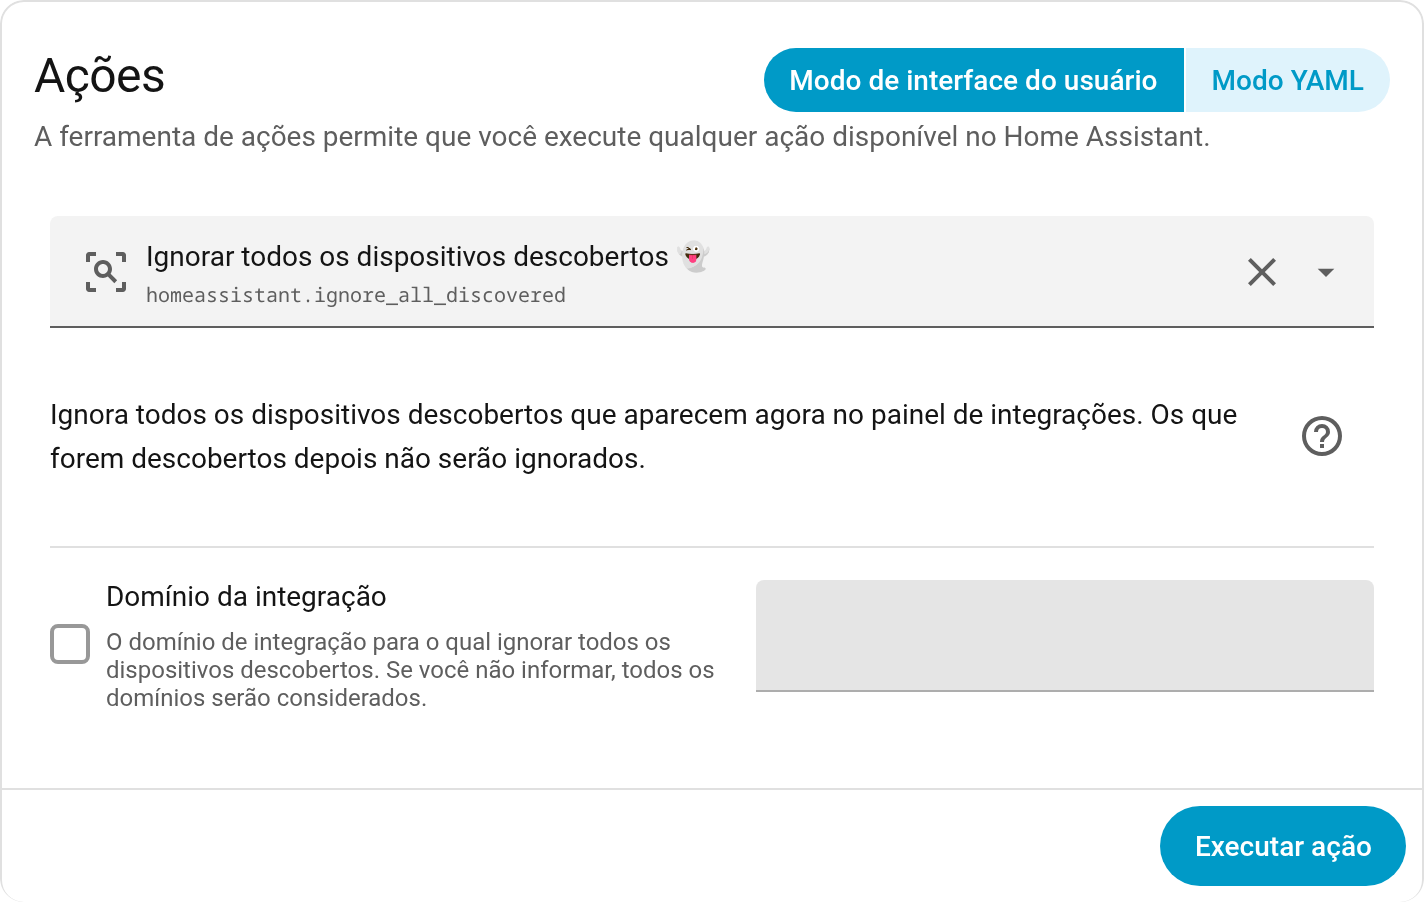 Ações
Modo de interface do usuário
Modo YAML
A ferramenta de ações permite que você execute qualquer ação disponível no Home Assistant.
Ignorar todos os dispositivos descobertos 👻
homeassistant.ignore_all_discovered
Ignora todos os dispositivos descobertos que aparecem agora no painel de integrações. Os que
forem descobertos depois não serão ignorados.
Domínio da integração
O domínio de integração para o qual ignorar todos os
dispositivos descobertos. Se você não informar, todos os
domínios serão considerados.
Executar ação